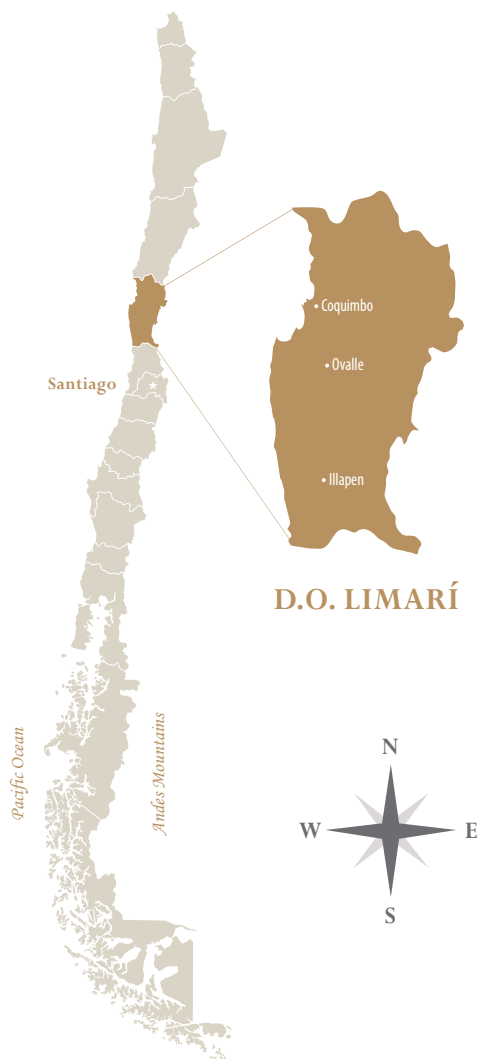 Coquimbo
Ovalle
Santiago
Illapen
D.O. LIMARÍ
Pacific Ocean
Andes Mountains
N
W
E
S